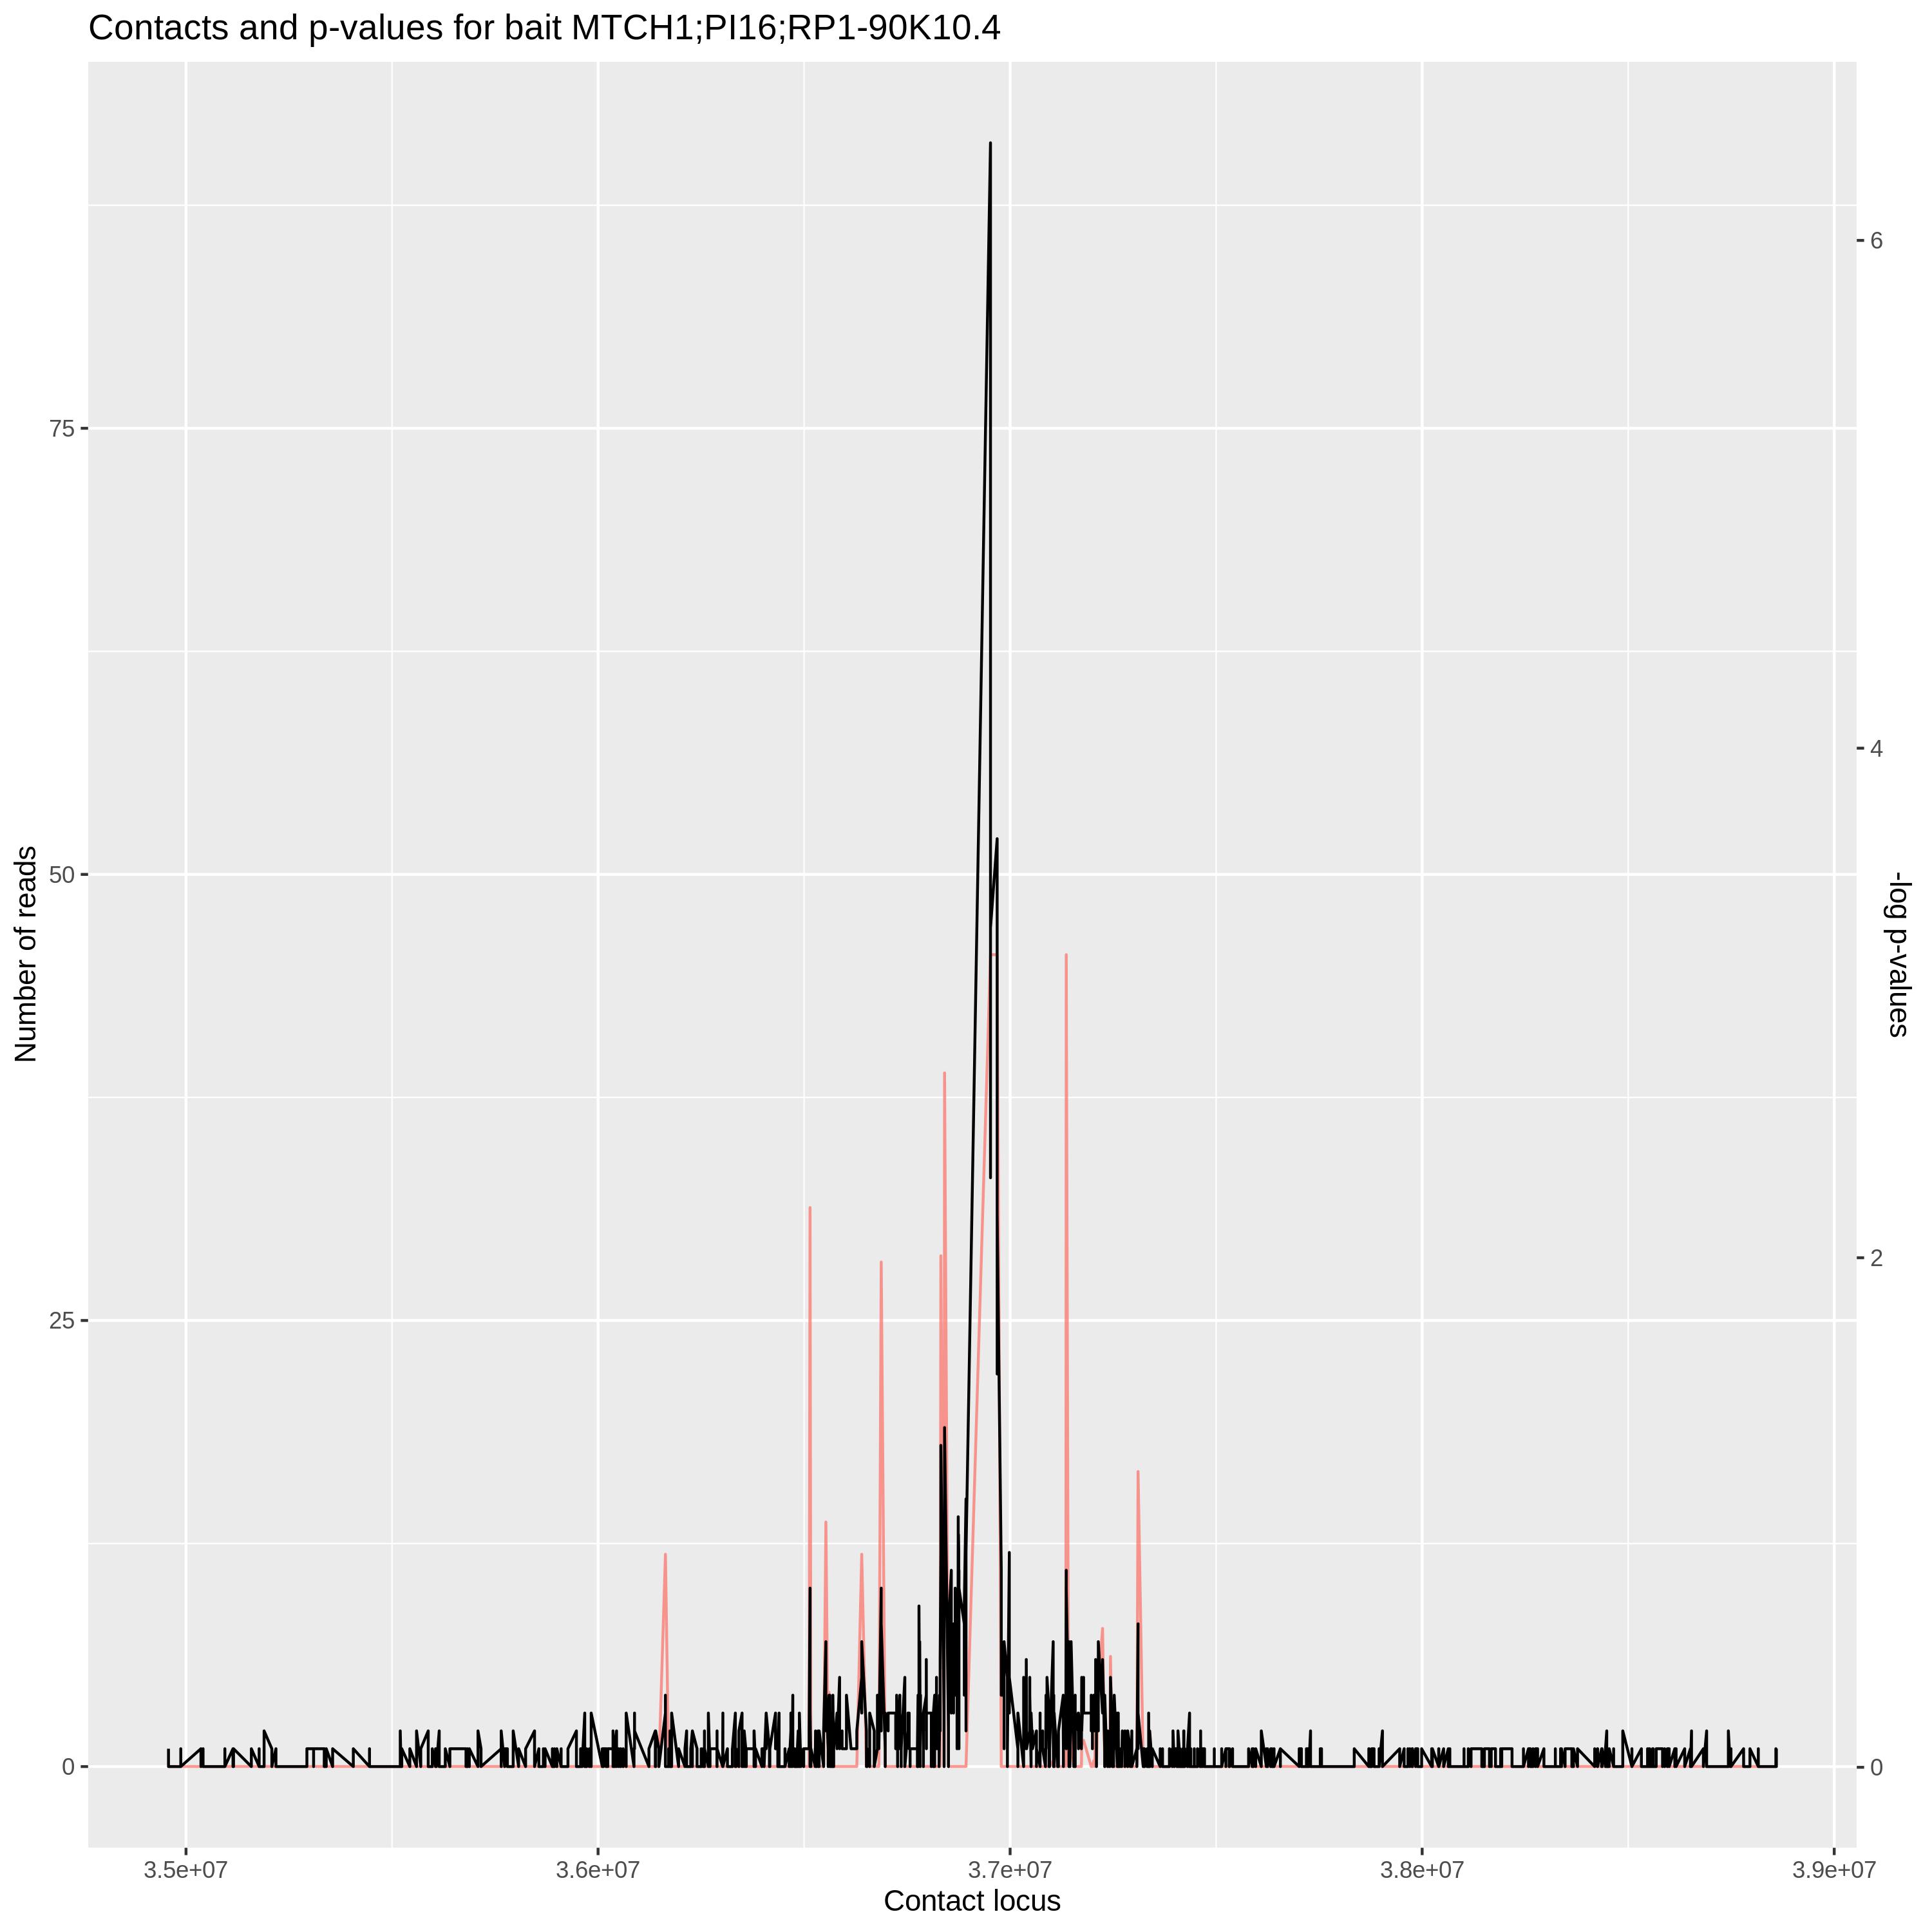 Contacts and p-values for bait MTCH1;PI16;RP1-90K10.4
75
50
25
0
Number of reads
6
4
2
0
-log p-values
3.5e+07 3.6e+07 3.7e+07 3.8e+07 3.9e+07
Contact locus